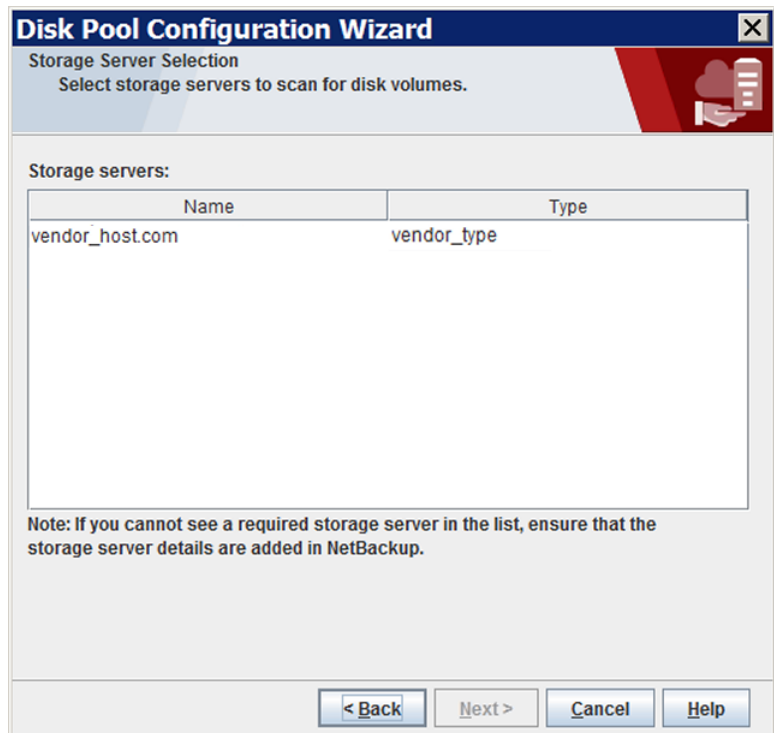 Disk Pool Configuration Wizard
Storage Server Selection
Select storage servers to scan for disk volumes.
Storage servers:
Name Type
vendor_host.com vendor_type
Note: If you cannot see a required storage server in the list, ensure that the
storage server details are added in NetBackup.
< Back Next > Cancel Help